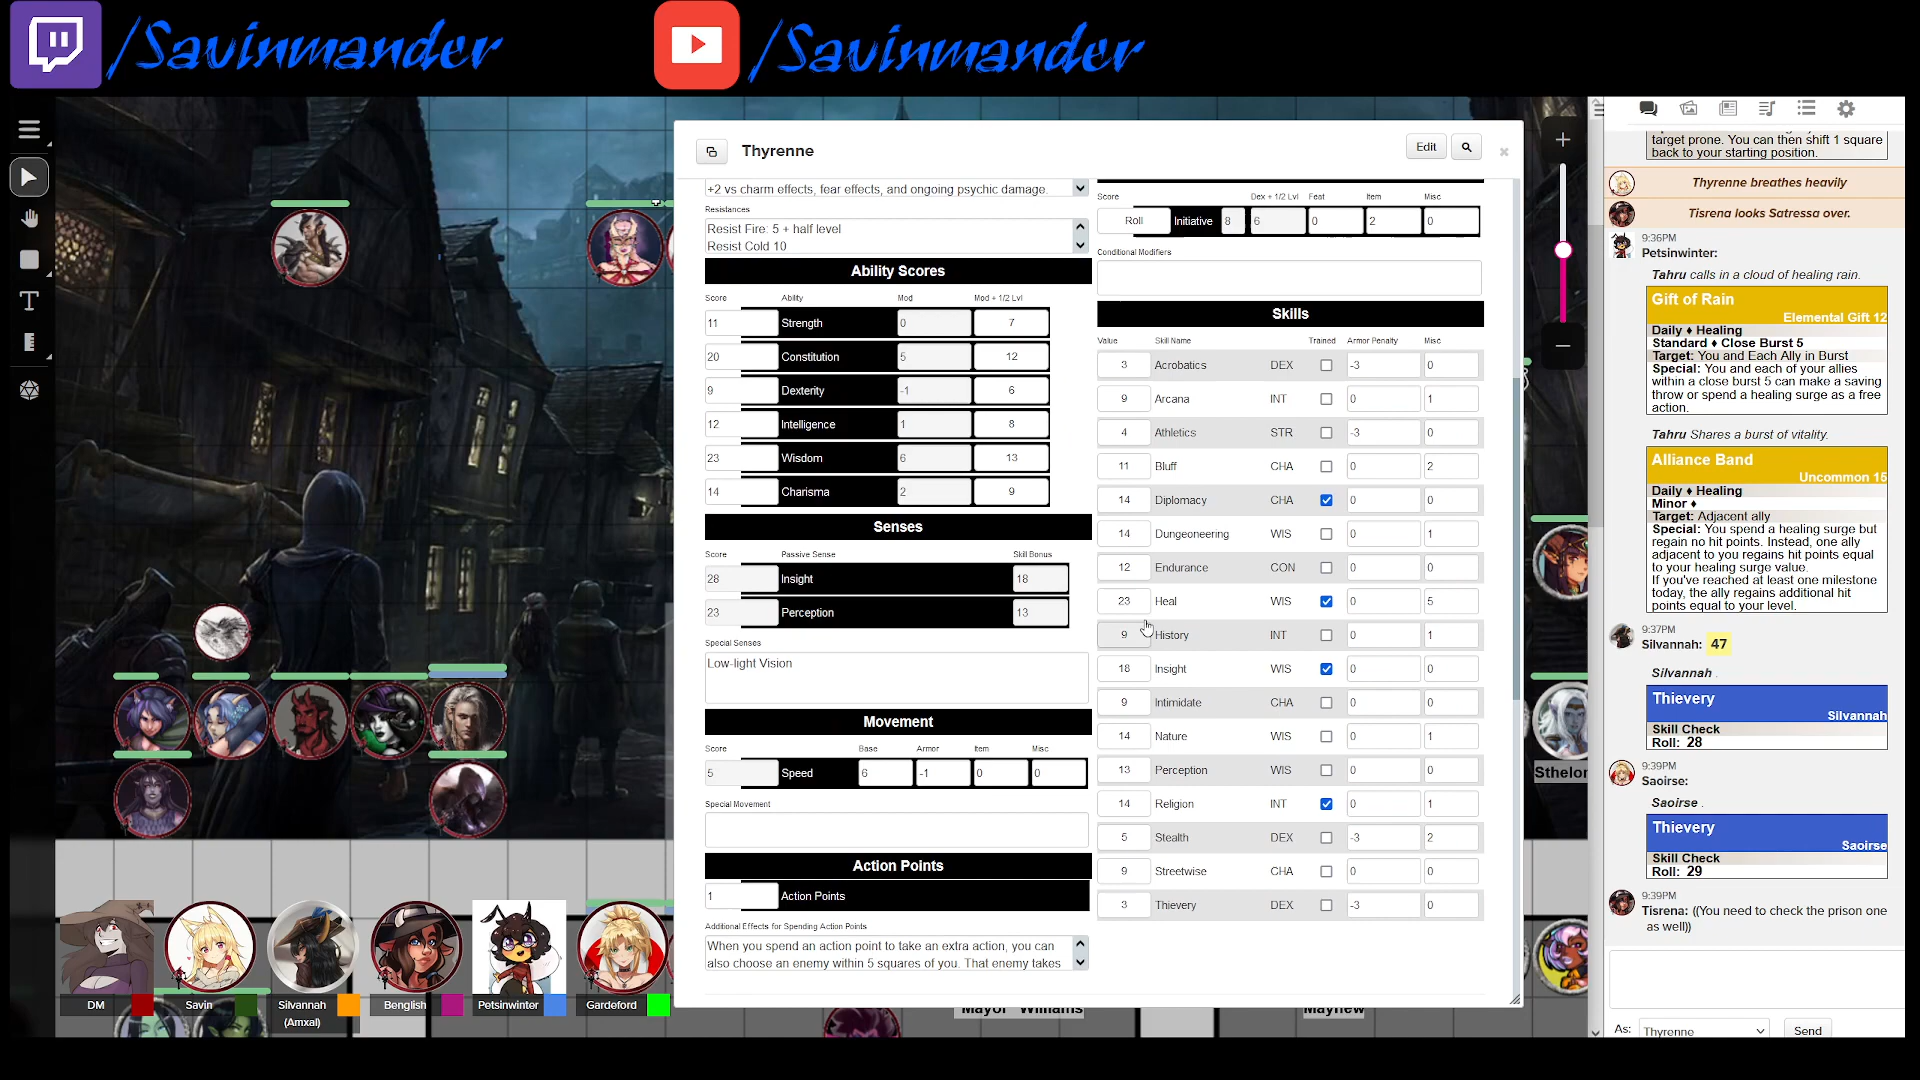 /Savinmander
/Savinmander
Thyrenne
Edit
+2 vs charm effects, fear effects, and ongoing psychic damage.
Resistances
Resist Fire: 5 + half level
Resist Cold 10
Ability Scores
Score Ability Mod Mod + 1/2 Lvl
11 Strength 0 7
20 Constitution 5 12
9 Dexterity -1 6
12 Intelligence 1 8
23 Wisdom 6 13
14 Charisma 2 9
Senses
Score Passive Sense Skill Bonus
28 Insight 18
23 Perception 13
Special Senses
Low-light Vision
Movement
Score Base Armor Item Misc
5 Speed 6 -1 0 0
Special Movement
Action Points
1 Action Points
Additional Effects for Spending Action Points
When you spend an action point to take an extra action, you can
also choose an enemy within 5 squares of you. That enemy takes
Score Dex + 1/2 Lvl Feat Item Misc
Roll Initiative 8 6 0 2 0
Conditional Modifiers
Skills
Value Skill Name Trained Armor Penalty Misc
3 Acrobatics DEX -3 0
9 Arcana INT 0 1
4 Athletics STR -3 0
11 Bluff CHA 0 2
14 Diplomacy CHA 0 0
14 Dungeoneering WIS 0 1
12 Endurance CON 0 0
23 Heal WIS 0 5
9 History INT 0 1
18 Insight WIS 0 0
9 Intimidate CHA 0 0
14 Nature WIS 0 1
13 Perception WIS 0 0
14 Religion INT 0 1
5 Stealth DEX -3 2
9 Streetwise CHA 0 0
3 Thievery DEX -3 0
Sthelor
DM
Savin
Silvannah
(Amxal)
Benglish
Petsinwinter
Gardeford
Mayor Williams
Mayhew
target prone. You can then shift 1 square
back to your starting position.
Thyrenne breathes heavily
Tisrena looks Satressa over.
9:36PM
Petsinwinter:
Tahru calls in a cloud of healing rain.
Gift of Rain
Elemental Gift 12
Daily ♦ Healing
Standard ♦ Close Burst 5
Target: You and Each Ally in Burst
Special: You and each of your allies
within a close burst 5 can make a saving
throw or spend a healing surge as a free
action.
Tahru Shares a burst of vitality.
Alliance Band
Uncommon 15
Daily ♦ Healing
Minor ♦
Target: Adjacent ally
Special: You spend a healing surge but
regain no hit points. Instead, one ally
adjacent to you regains hit points equal
to your healing surge value.
If you've reached at least one milestone
today, the ally regains additional hit
points equal to your level.
9:37PM
Silvannah: 47
Silvannah .
Thievery
Silvannah
Skill Check
Roll: 28
9:39PM
Saoirse:
Saoirse .
Thievery
Saoirse
Skill Check
Roll: 29
9:39PM
Tisrena: ((You need to check the prison one
as well))
As: Thyrenne
Send